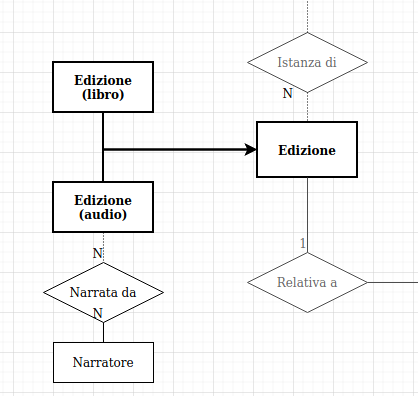 Istanza di
N
Edizione
(libro)
Edizione
Edizione
(audio)
N
1
Narrata da
N
Relativa a
Narratore